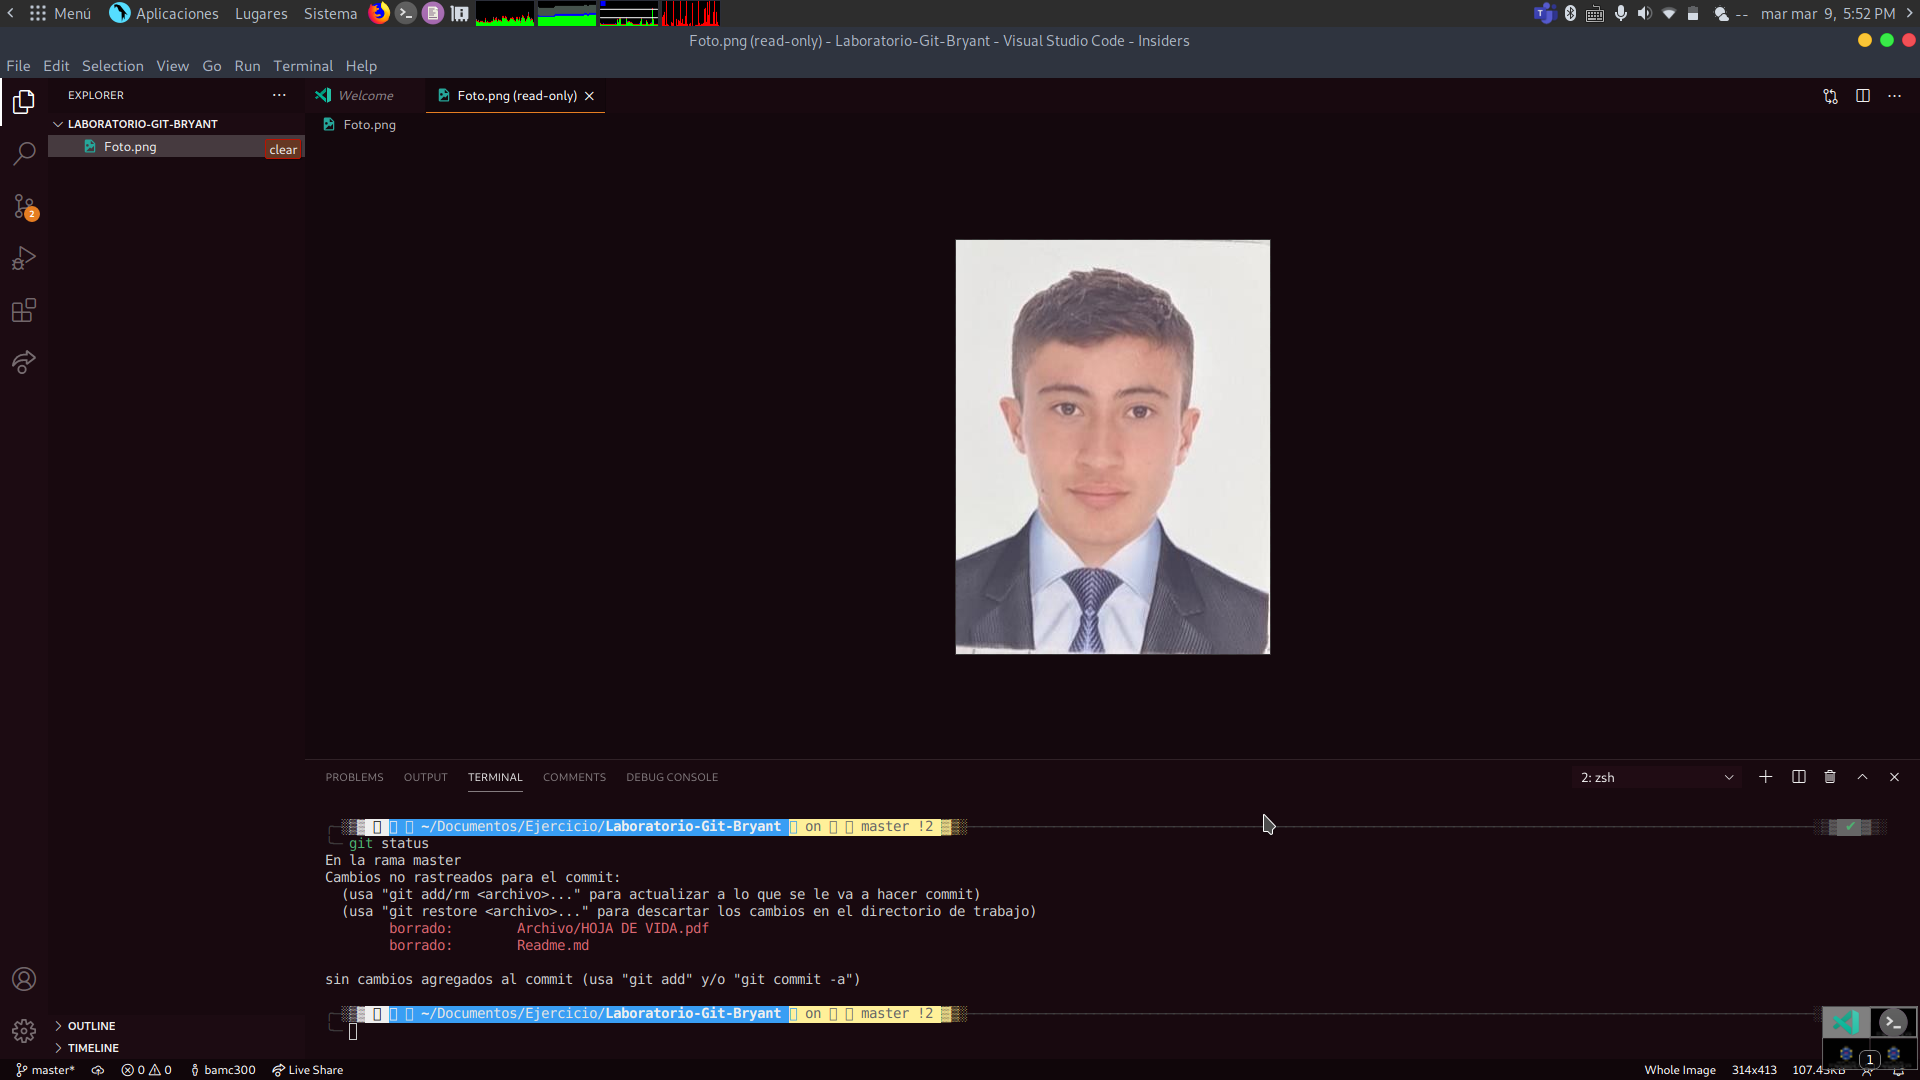 Menú Aplicaciones Lugares Sistema -- mar mar 9, 5:52 PM
Foto.png (read-only) - Laboratorio-Git-Bryant - Visual Studio Code - Insiders
File Edit Selection View Go Run Terminal Help
EXPLORER
Welcome
Foto.png (read-only)
LABORATORIO-GIT-BRYANT
Foto.png
Foto.png
clear
2
PROBLEMS OUTPUT TERMINAL COMMENTS DEBUG CONSOLE 2: zsh
~/Documentos/Ejercicio/Laboratorio-Git-Bryant on master !2
git status
En la rama master
Cambios no rastreados para el commit:
(usa "git add/rm <archivo>..." para actualizar a lo que se le va a hacer commit)
(usa "git restore <archivo>..." para descartar los cambios en el directorio de trabajo)
borrado: Archivo/HOJA DE VIDA.pdf
borrado: Readme.md
sin cambios agregados al commit (usa "git add" y/o "git commit -a")
~/Documentos/Ejercicio/Laboratorio-Git-Bryant on master !2
OUTLINE
TIMELINE
master* 0 0 bamc300 Live Share Whole Image 314x413
1